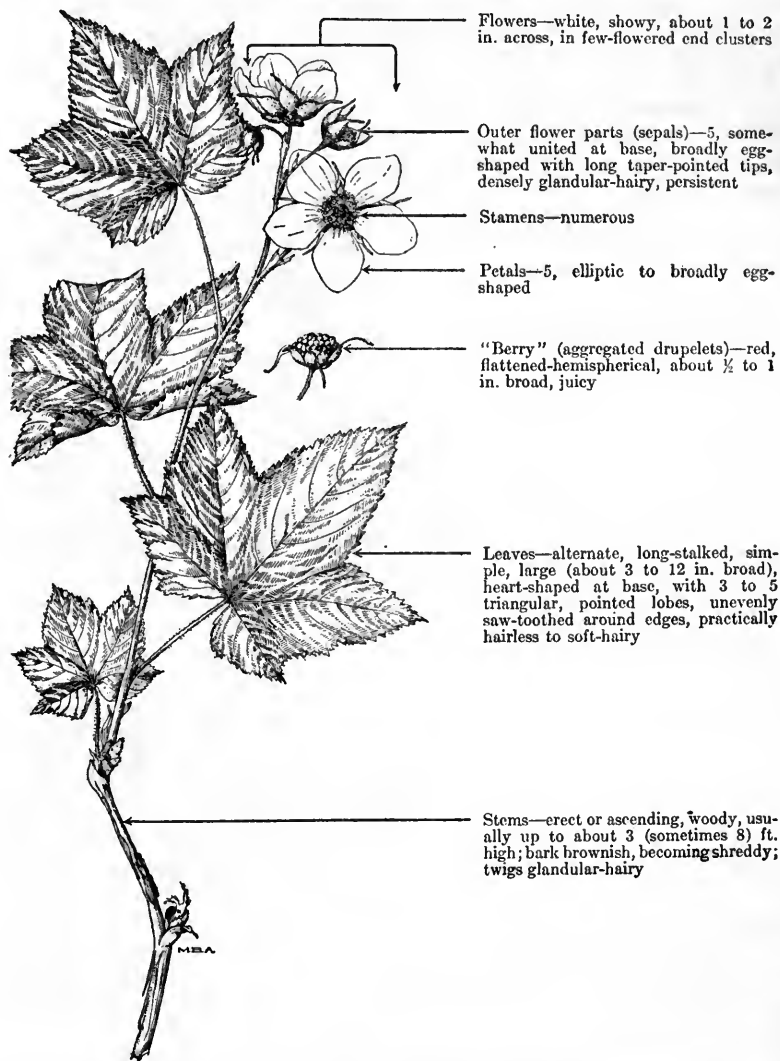 Flowers—white, showy, about 1 to 2
in. across, in few-flowered end clusters
Outer flower parts (sepals)—5, some-
what united at base, broadly egg-
shaped with long taper-pointed tips,
densely glandular-hairy, persistent
Stamens—numerous
Petals—5, elliptic to broadly egg-
shaped
"Berry" (aggregated drupelets)—red,
flattened-hemispherical, about ½ to 1
in. broad, juicy
Leaves—alternate, long-stalked, sim-
ple, large (about 3 to 12 in. broad),
heart-shaped at base, with 3 to 5
triangular, pointed lobes, unevenly
saw-toothed around edges, practically
hairless to soft-hairy
Stems—erect or ascending, woody, usu-
ally up to about 3 (sometimes 8) ft.
high; bark brownish, becoming shreddy;
twigs glandular-hairy
M.B.A.